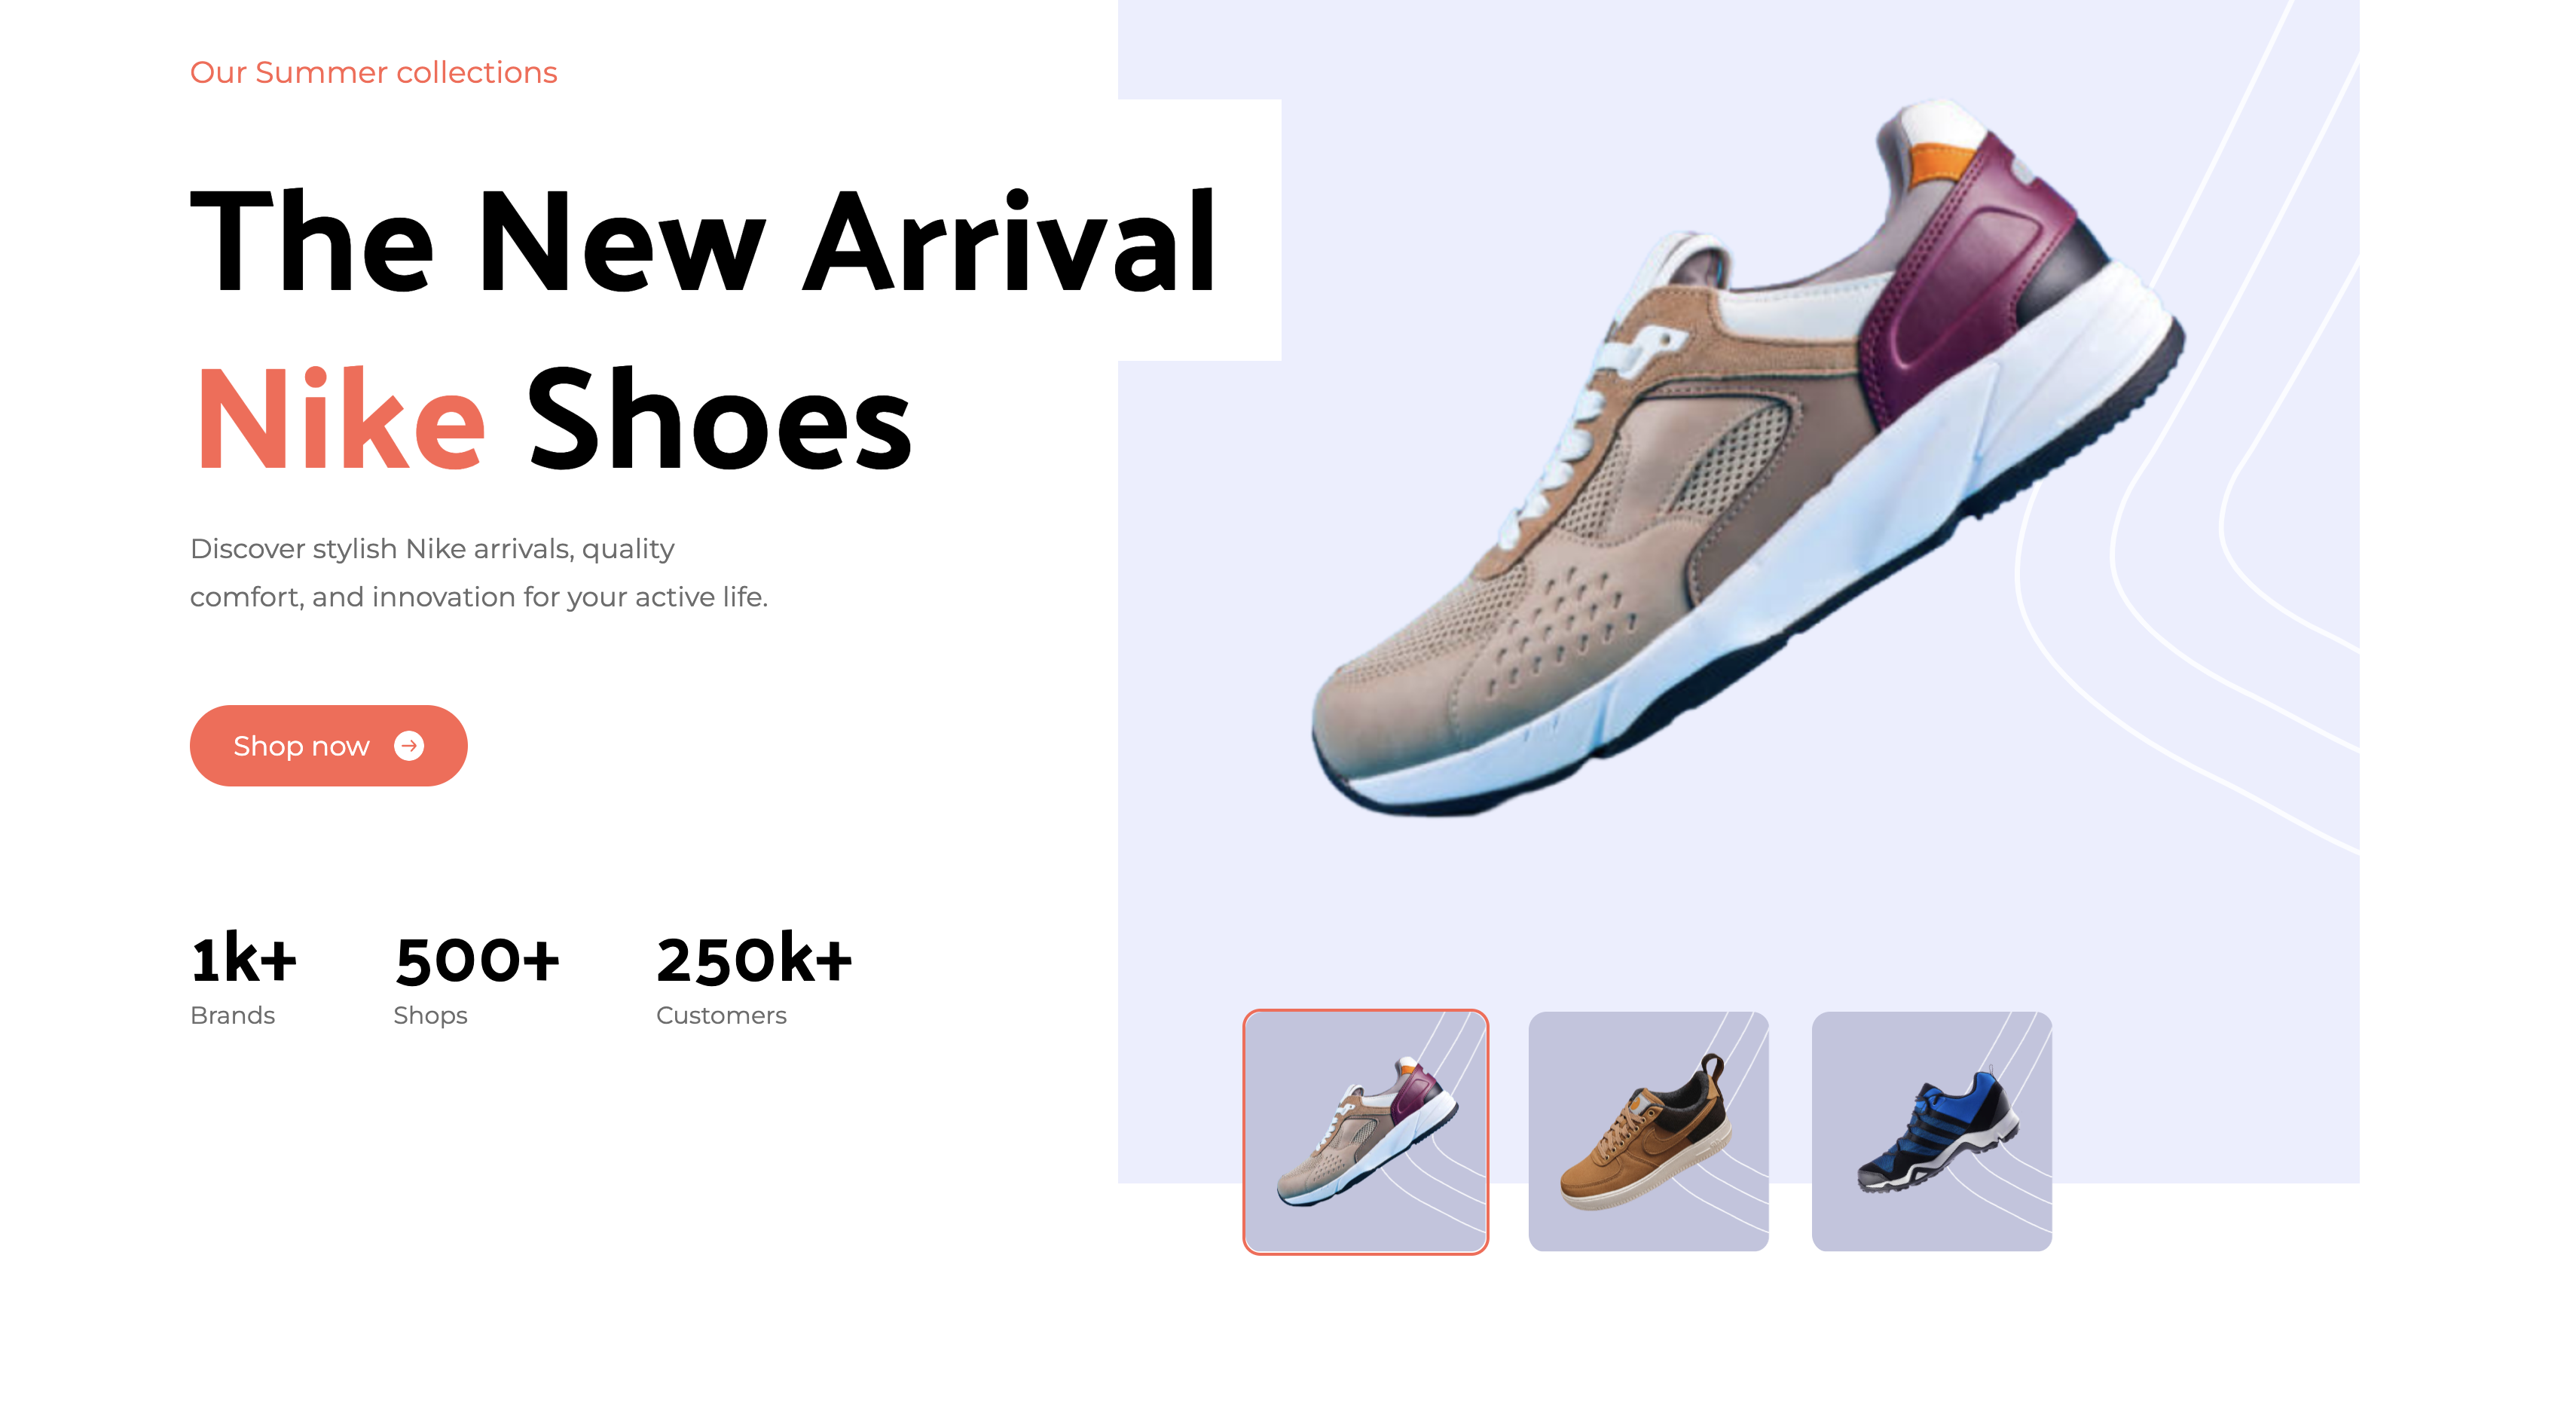 Our Summer collections
The New Arrival
Nike Shoes
Discover stylish Nike arrivals, quality
comfort, and innovation for your active life.
Shop now
1k+
Brands
500+
Shops
250k+
Customers